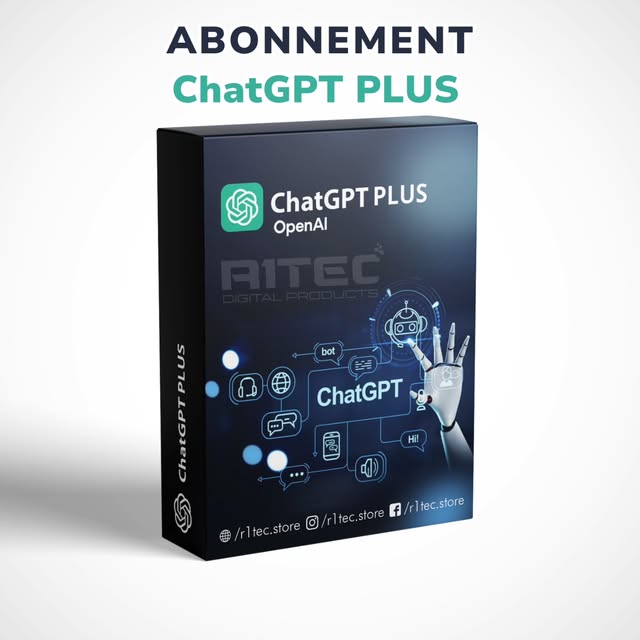 ABONNEMENT
ChatGPT PLUS
ChatGPT PLUS
OpenAI
R1TEC
DIGITAL PRODUCTS
bot
ChatGPT
Hi!
ChatGPT PLUS
/r1tec.store /r1tec.store /r1tec.store